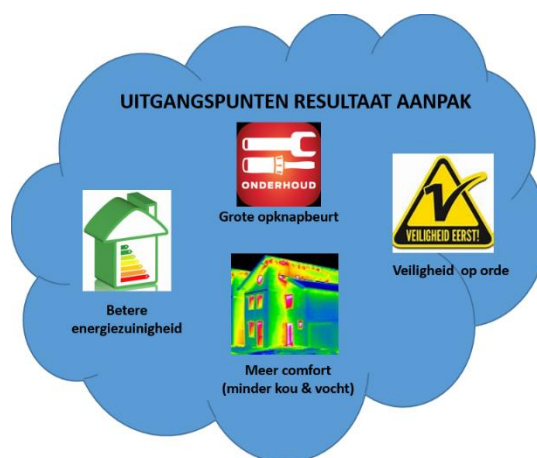 UITGANGSPUNTEN RESULTAAT AANPAK
ONDERHOUD
Grote opknapbeurt
VEILIGHEID EERST!
Veiligheid op orde
Betere
energiezuinigheid
Meer comfort
(minder kou & vocht)